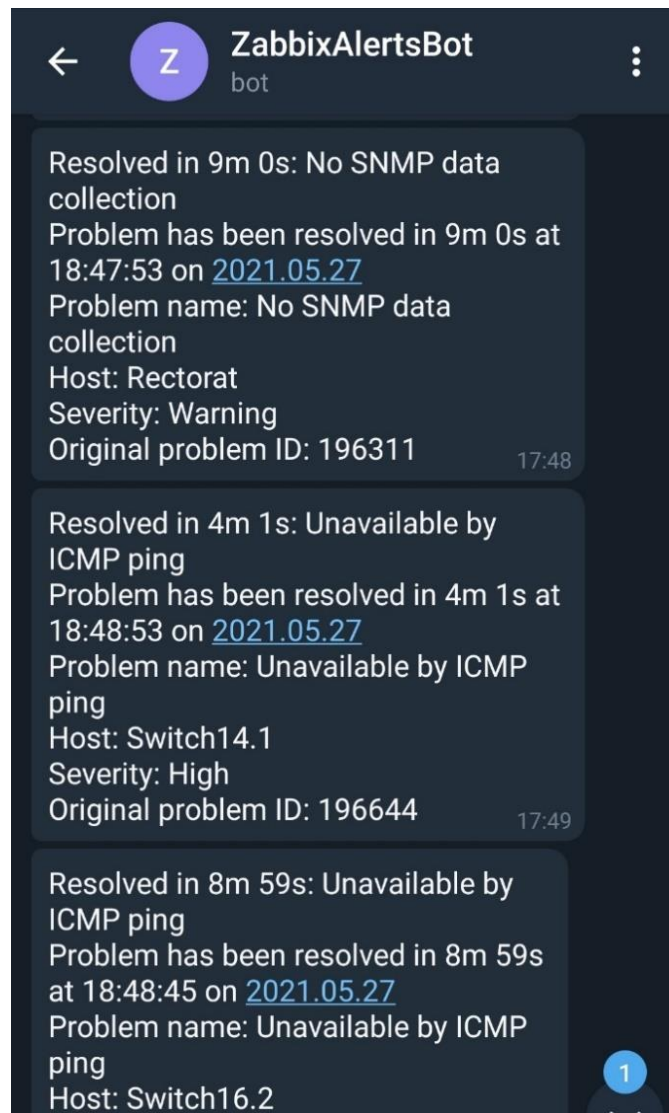 Z
ZabbixAlertsBot
bot
Resolved in 9m 0s: No SNMP data
collection
Problem has been resolved in 9m 0s at
18:47:53 on 2021.05.27
Problem name: No SNMP data
collection
Host: Rectorat
Severity: Warning
Original problem ID: 196311
17:48
Resolved in 4m 1s: Unavailable by
ICMP ping
Problem has been resolved in 4m 1s at
18:48:53 on 2021.05.27
Problem name: Unavailable by ICMP
ping
Host: Switch14.1
Severity: High
Original problem ID: 196644
17:49
Resolved in 8m 59s: Unavailable by
ICMP ping
Problem has been resolved in 8m 59s
at 18:48:45 on 2021.05.27
Problem name: Unavailable by ICMP
ping
Host: Switch16.2
1